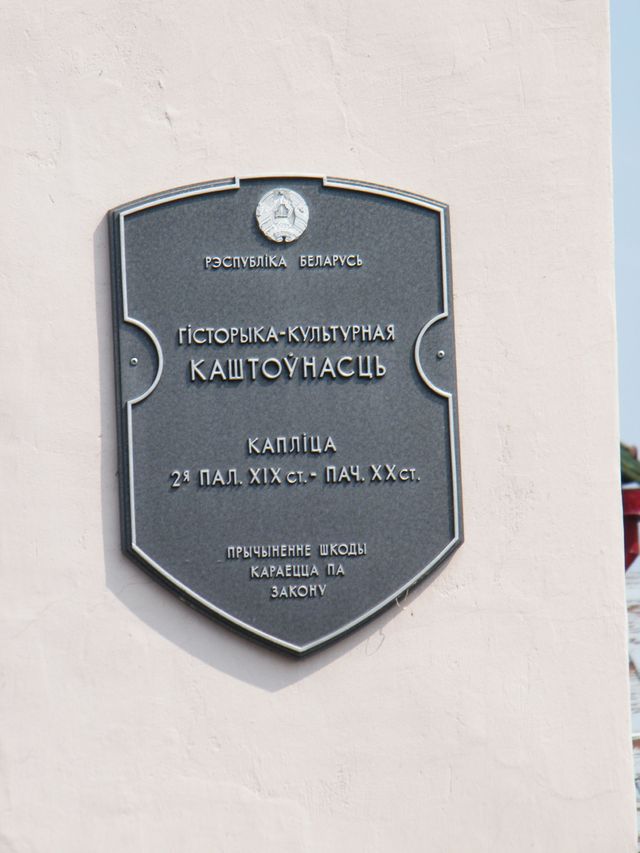 РЭСПУБЛІКА БЕЛАРУСЬ
ГІСТОРЫКА-КУЛЬТУРНАЯ
КАШТОЎНАСЦЬ
КАПЛІЦА
2Я ПАЛ. XIX СТ. - ПАЧ. XX СТ.
ПРЫЧЫНЕННЕ ШКОДЫ
КАРАЕЦЦА ПА
ЗАКОНУ